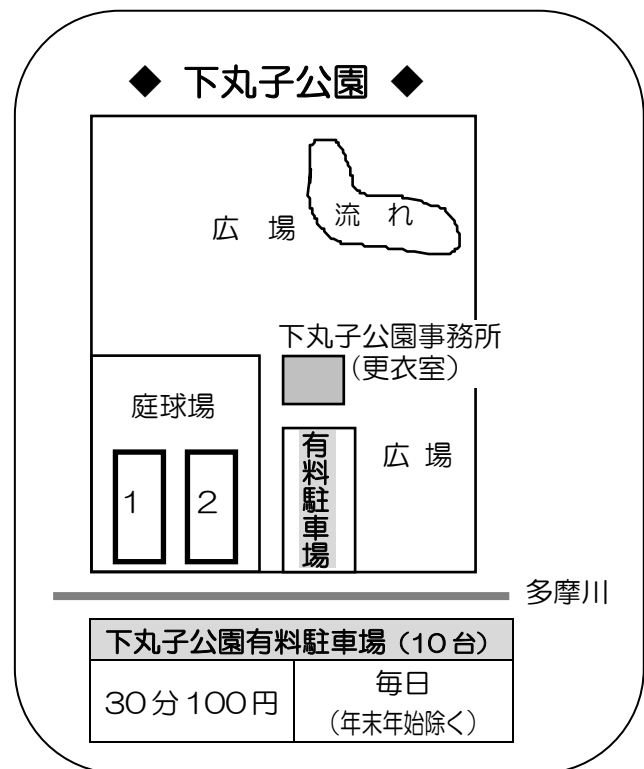 ◆ 下丸子公園 ◆
広 場
流 れ
下丸子公園事務所
（更衣室）
庭球場
1
2
有料駐車場
広 場
多摩川
下丸子公園有料駐車場（10台）
30分100円
毎日
（年末年始除く）